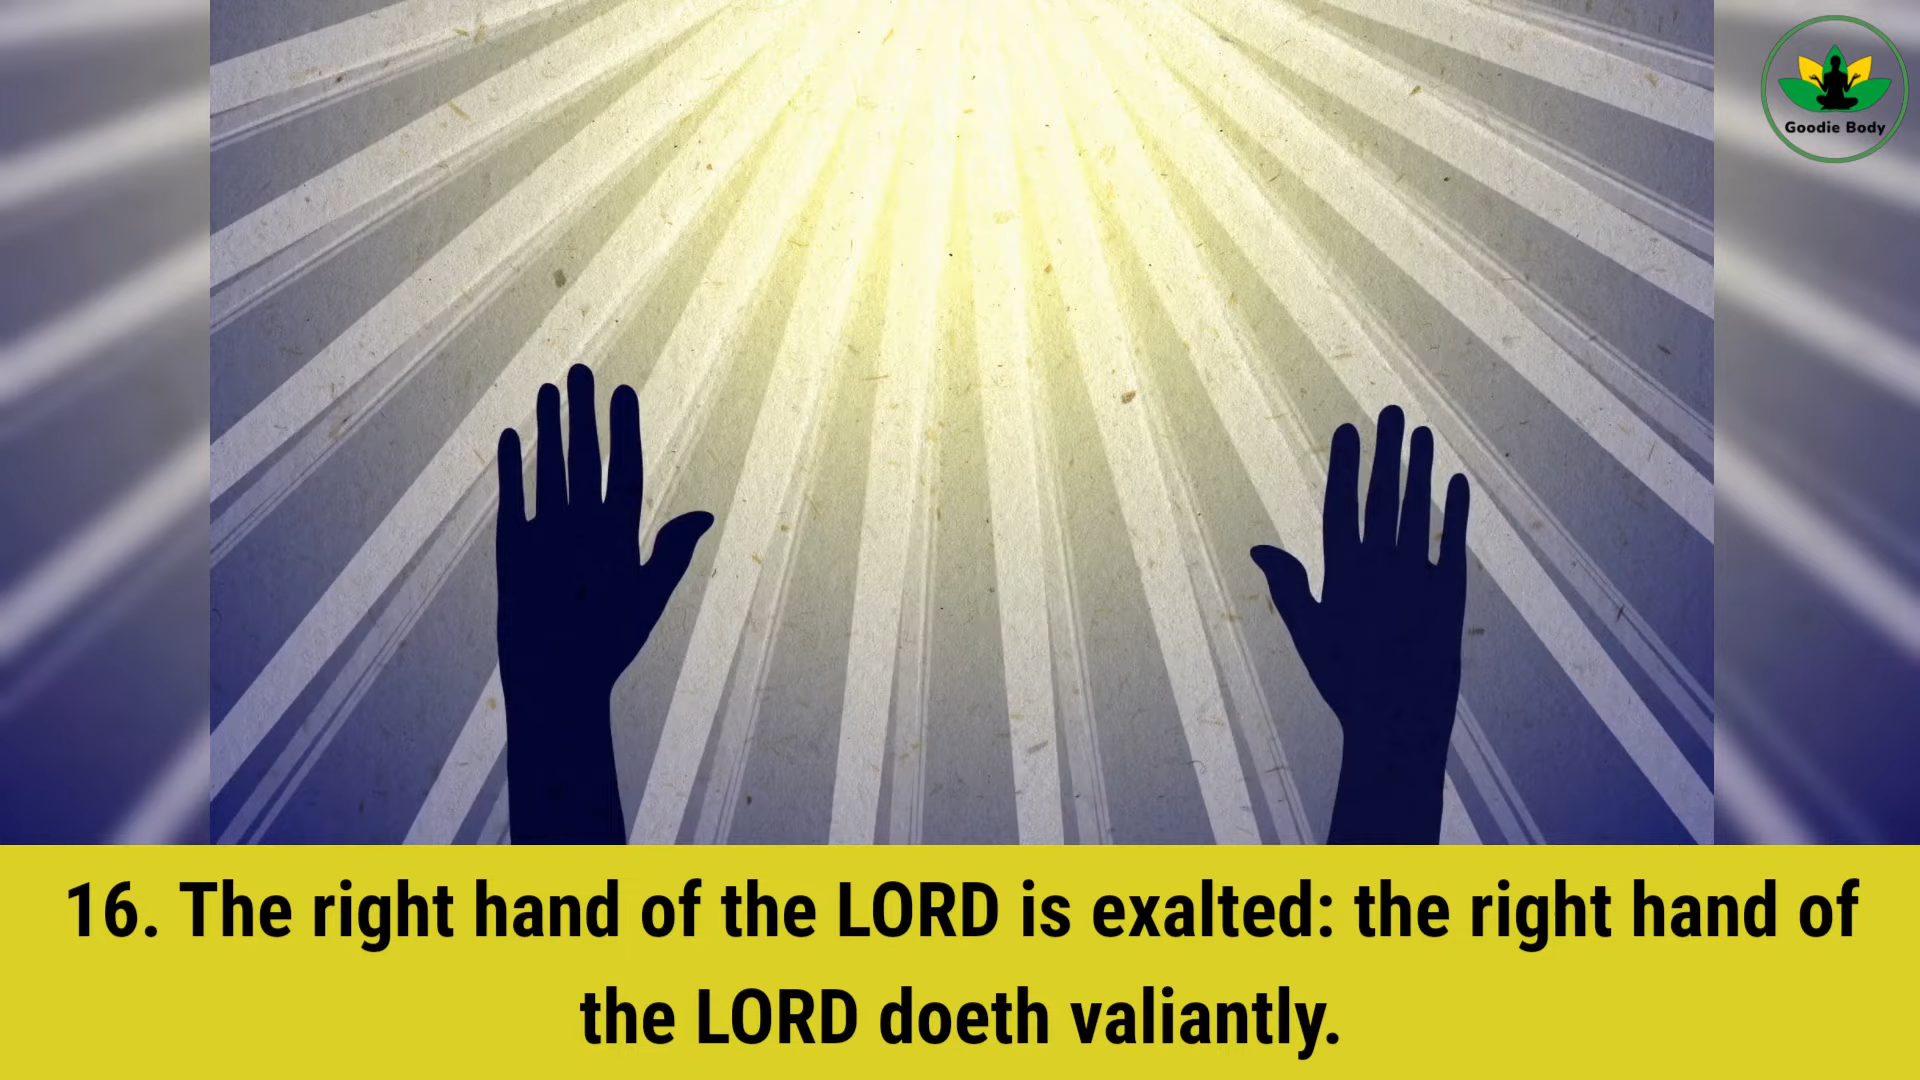 Goodie Body
16. The right hand of the LORD is exalted: the right hand of
the LORD doeth valiantly.